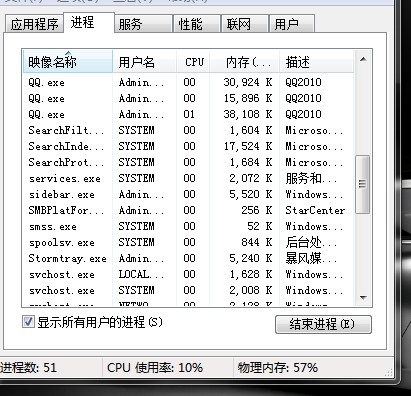 应用程序 进程 服务 性能 联网 用户
映像名称 用户名 CPU 内存(... 描述
QQ.exe Admin... 00 30,924 K QQ2010
QQ.exe Admin... 00 15,896 K QQ2010
QQ.exe Admin... 01 38,108 K QQ2010
SearchFilt... SYSTEM 00 1,604 K Microso...
SearchInde... SYSTEM 00 17,524 K Microso...
SearchProt... SYSTEM 00 1,684 K Microso...
services.exe SYSTEM 00 2,072 K 服务和...
sidebar.exe Admin... 00 5,520 K Windows...
SMBPlatFor... Admin... 00 256 K StarCenter
smss.exe SYSTEM 00 52 K Windows...
spoolsv.exe SYSTEM 00 844 K 后台处...
Stormtray.exe Admin... 00 5,240 K 暴风媒...
svchost.exe LOCAL... 00 1,628 K Windows...
svchost.exe SYSTEM 00 2,008 K Windows...
svchost.exe NETWO... 00 2,128 K Windows...
显示所有用户的进程(S) 结束进程(E)
进程数: 51 CPU 使用率: 10% 物理内存: 57%